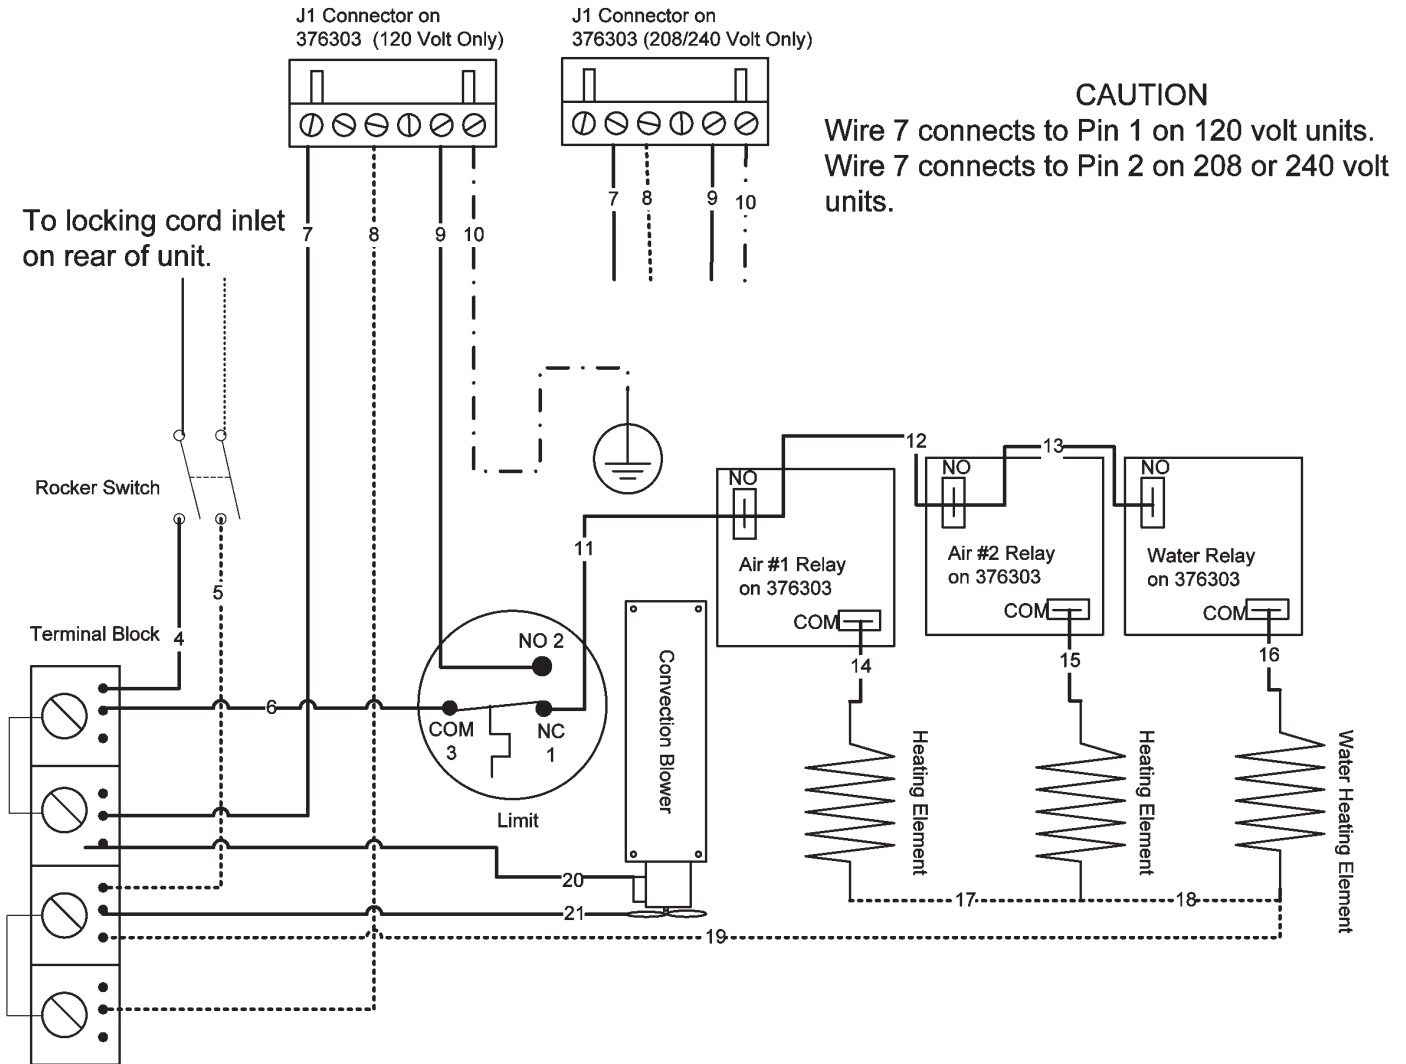 J1 Connector on
376303 (120 Volt Only)
J1 Connector on
376303 (208/240 Volt Only)
CAUTION
Wire 7 connects to Pin 1 on 120 volt units.
Wire 7 connects to Pin 2 on 208 or 240 volt
units.
7
8
9
10
To locking cord inlet
on rear of unit.
7
8
9
10
Rocker Switch
12
13
NO
NO
NO
11
Air #1 Relay
on 376303
Air #2 Relay
on 376303
Water Relay
on 376303
COM
COM
COM
5
Terminal Block
4
NO 2
14
15
16
6
COM
3
NC
1
Limit
Convection Blower
Heating Element
Heating Element
Water Heating Element
20
21
17
18
19